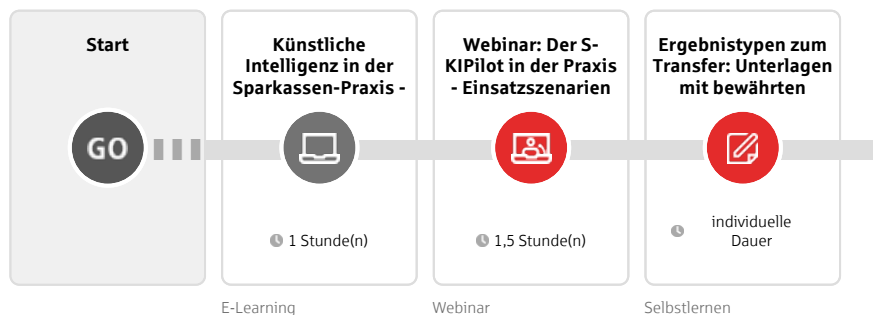 Start
GO
Künstliche
Intelligenz in der
Sparkassen-Praxis -
1 Stunde(n)
E-Learning
Webinar: Der S-
KIPilot in der Praxis
- Einsatzszenarien
1,5 Stunde(n)
Webinar
Ergebnistypen zum
Transfer: Unterlagen
mit bewährten
individuelle
Dauer
Selbstlernen